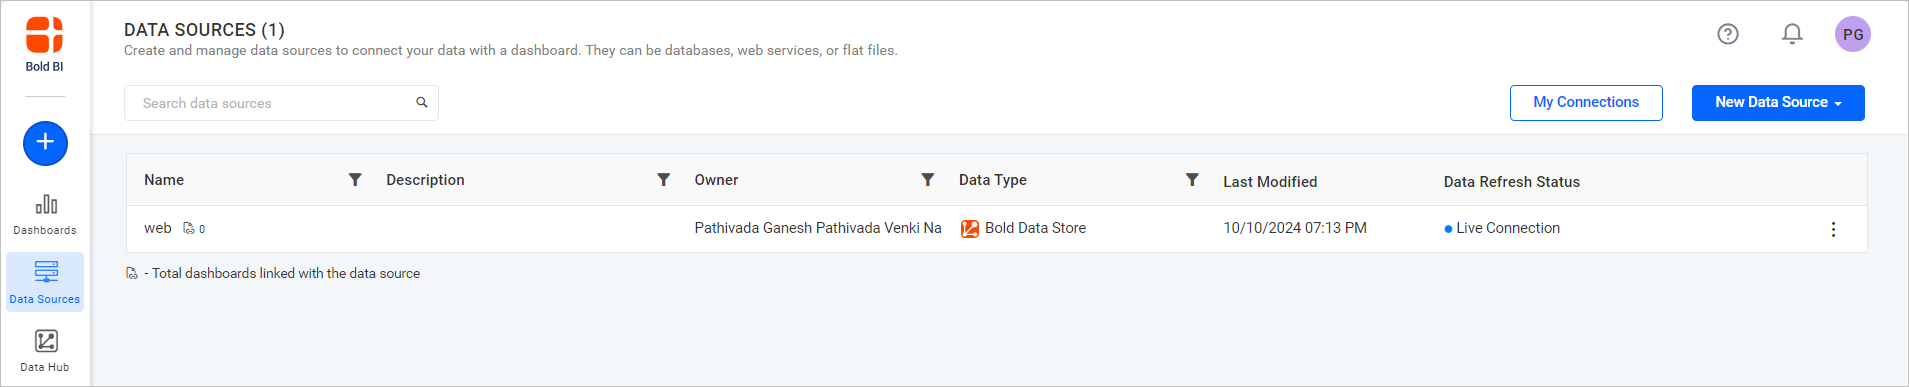 Bold BI
Dashboards
Data Sources
Data Hub
DATA SOURCES (1)
Create and manage data sources to connect your data with a dashboard. They can be databases, web services, or flat files.
PG
Search data sources
My Connections
New Data Source
Name Description Owner Data Type Last Modified Data Refresh Status
web 0 Pathivada Ganesh Pathivada Venki Na Bold Data Store 10/10/2024 07:13 PM Live Connection
- Total dashboards linked with the data source